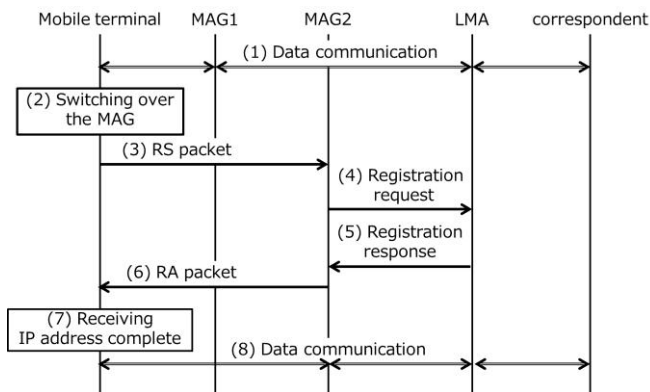 Mobile terminal MAG1 MAG2 LMA correspondent
(1) Data communication
(2) Switching over
the MAG
(3) RS packet
(4) Registration
request
(5) Registration
response
(6) RA packet
(7) Receiving
IP address complete
(8) Data communication